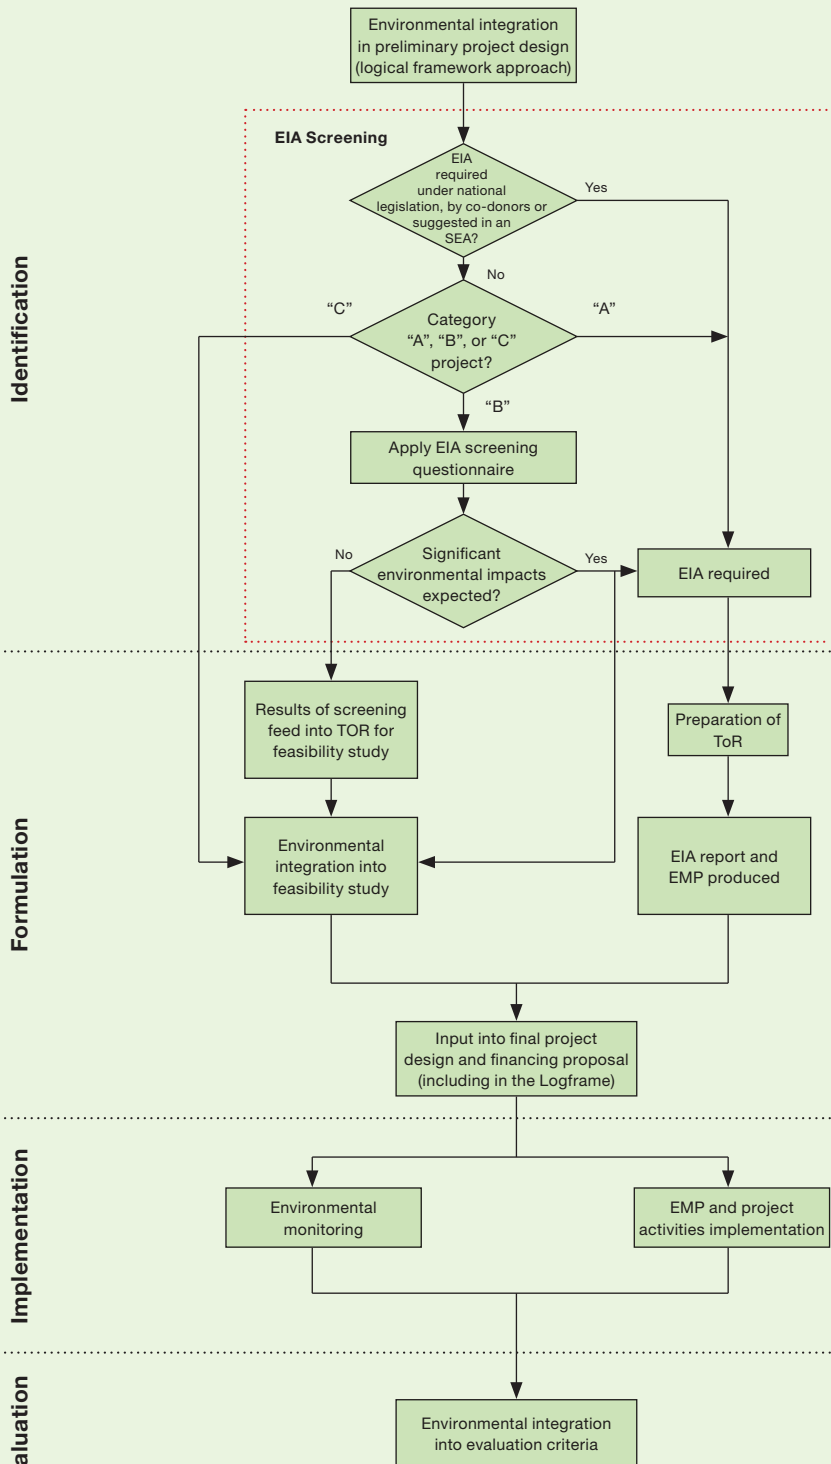 Environmental integration
in preliminary project design
(logical framework approach)
EIA Screening
EIA
required
under national
legislation, by co-donors or
suggested in an
SEA?
Yes
No
Identification
"C"
Category
"A", "B", or "C"
project?
"A"
"B"
Apply EIA screening
questionnaire
No
Significant
environmental impacts
expected?
Yes
EIA required
Results of screening
feed into TOR for
feasibility study
Preparation of
ToR
Formulation
Environmental
integration into
feasibility study
EIA report and
EMP produced
Input into final project
design and financing proposal
(including in the Logframe)
Implementation
Environmental
monitoring
EMP and project
activities implementation
aluation
Environmental integration
into evaluation criteria